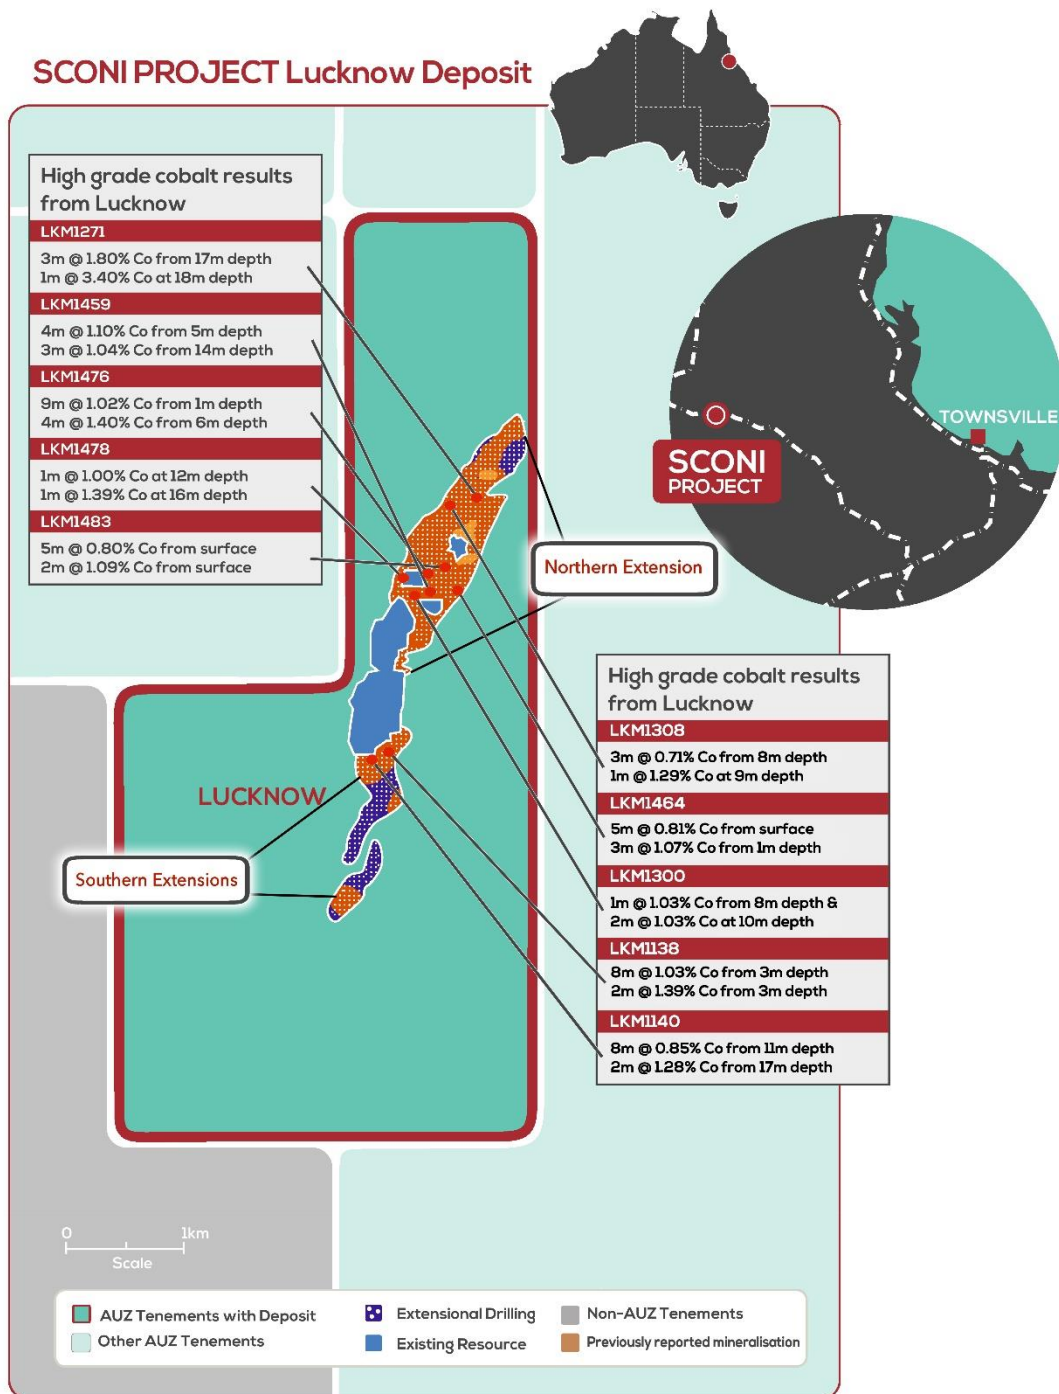 SCONI PROJECT Lucknow Deposit
High grade cobalt results
from Lucknow
LKM1271
3m @ 1.80% Co from 17m depth
1m @ 3.40% Co at 18m depth
LKM1459
4m @ 1.10% Co from 5m depth
3m @ 1.04% Co from 14m depth
LKM1476
9m @ 1.02% Co from 1m depth
4m @ 1.40% Co from 6m depth
LKM1478
1m @ 1.00% Co at 12m depth
1m @ 1.39% Co at 16m depth
LKM1483
5m @ 0.80% Co from surface
2m @ 1.09% Co from surface
TOWNSVILLE
SCONI
PROJECT
Northern Extension
High grade cobalt results
from Lucknow
LKM1308
3m @ 0.71% Co from 8m depth
1m @ 1.29% Co at 9m depth
LKM1464
5m @ 0.81% Co from surface
3m @ 1.07% Co from 1m depth
LKM1300
1m @ 1.03% Co from 8m depth &
2m @ 1.03% Co at 10m depth
LKM1138
8m @ 1.03% Co from 3m depth
2m @ 1.39% Co from 3m depth
LKM1140
8m @ 0.85% Co from 11m depth
2m @ 1.28% Co from 17m depth
LUCKNOW
Southern Extensions
0 1km
Scale
AUZ Tenements with Deposit
Other AUZ Tenements
Extensional Drilling
Existing Resource
Non-AUZ Tenements
Previously reported mineralisation